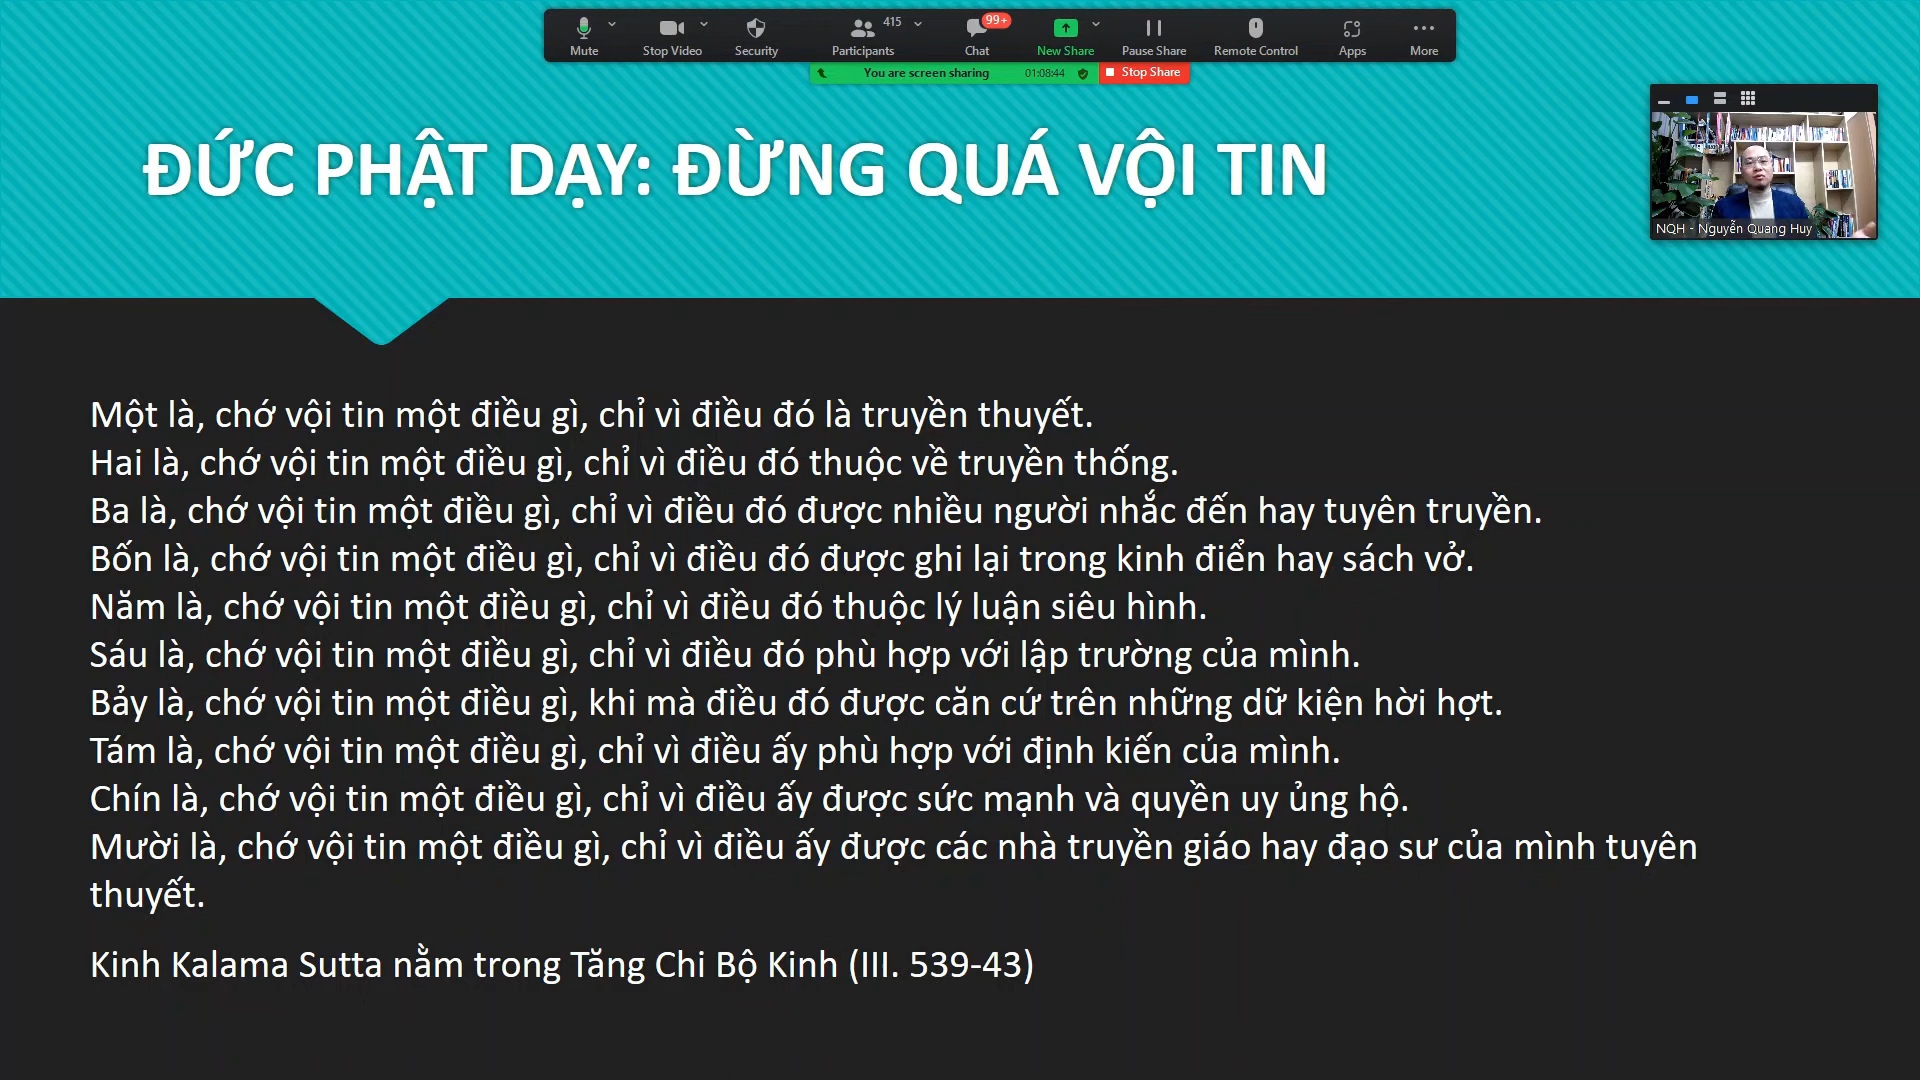 415
99+
Mute
Stop Video
Security
Participants
Chat
New Share
Pause Share
Remote Control
Apps
More
You are screen sharing
01:08:44
Stop Share
ĐỨC PHẬT DẠY: ĐỪNG QUÁ VỘI TIN
NQH - Nguyễn Quang Huy
Một là, chớ vội tin một điều gì, chỉ vì điều đó là truyền thuyết.
Hai là, chớ vội tin một điều gì, chỉ vì điều đó thuộc về truyền thống.
Ba là, chớ vội tin một điều gì, chỉ vì điều đó được nhiều người nhắc đến hay tuyên truyền.
Bốn là, chớ vội tin một điều gì, chỉ vì điều đó được ghi lại trong kinh điển hay sách vở.
Năm là, chớ vội tin một điều gì, chỉ vì điều đó thuộc lý luận siêu hình.
Sáu là, chớ vội tin một điều gì, chỉ vì điều đó phù hợp với lập trường của mình.
Bảy là, chớ vội tin một điều gì, khi mà điều đó được căn cứ trên những dữ kiện hời hợt.
Tám là, chớ vội tin một điều gì, chỉ vì điều ấy phù hợp với định kiến của mình.
Chín là, chớ vội tin một điều gì, chỉ vì điều ấy được sức mạnh và quyền uy ủng hộ.
Mười là, chớ vội tin một điều gì, chỉ vì điều ấy được các nhà truyền giáo hay đạo sư của mình tuyên
thuyết.
Kinh Kalama Sutta nằm trong Tăng Chi Bộ Kinh (III. 539-43)